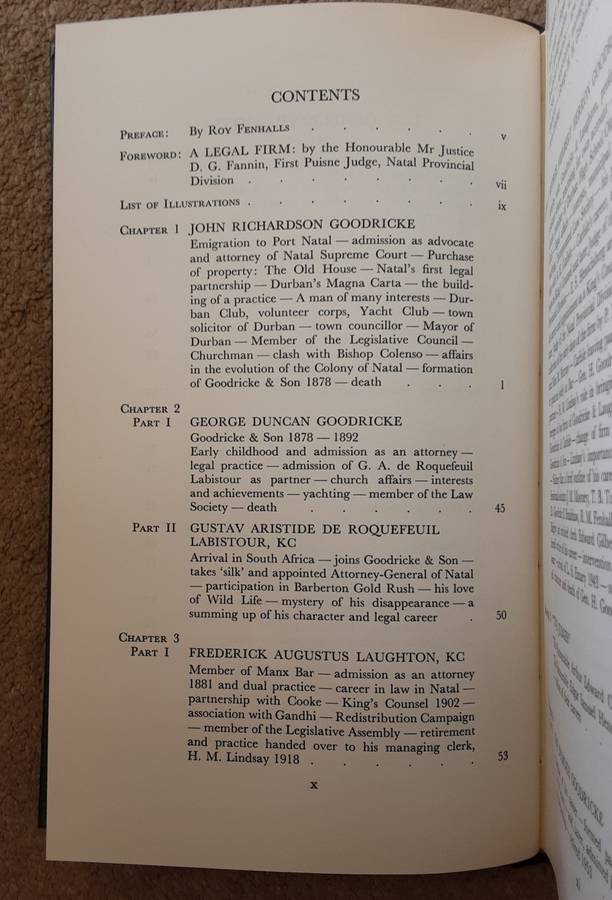 CONTENTS
PREFACE: By ROY FENHALLS . . . . . . v
FOREWORD: A LEGAL FIRM: by the Honourable Mr Justice
D. G. Fannin, First Puisne Judge, Natal Provincial
Division . . . . . . . vii
LIST OF ILLUSTRATIONS . . . . . . . . ix
CHAPTER 1 JOHN RICHARDSON GOODRICKE
Emigration to Port Natal — admission as advocate
and attorney of Natal Supreme Court — Purchase
of property: The Old House — Natal's first legal
partnership — Durban's Magna Carta — the build-
ing of a practice — A man of many interests — Dur-
ban Club, volunteer corps, Yacht Club — town
solicitor of Durban — town councillor — Mayor of
Durban — Member of the Legislative Council —
Churchman — clash with Bishop Colenso — affairs
in the evolution of the Colony of Natal — formation
of Goodricke & Son 1878 — death . . . 1
CHAPTER 2
PART I GEORGE DUNCAN GOODRICKE
Goodricke & Son 1878 — 1892
Early childhood and admission as an attorney —
legal practice — admission of G. A. de Roquefeuil
Labistour as partner — church affairs — interests
and achievements — yachting — member of the Law
Society — death . . . . . . 45
PART II GUSTAV ARISTIDE DE ROQUEFEUIL
LABISTOUR, KC
Arrival in South Africa — joins Goodricke & Son —
takes 'silk' and appointed Attorney-General of Natal
— participation in Barberton Gold Rush — his love
of Wild Life — mystery of his disappearance — a
summing up of his character and legal career . 50
CHAPTER 3
PART I FREDERICK AUGUSTUS LAUGHTON, KC
Member of Manx Bar — admission as an attorney
1881 and dual practice — career in law in Natal —
partnership with Cooke — King's Counsel 1902 —
association with Gandhi — Redistribution Campaign
— member of the Legislative Assembly — retirement
and practice handed over to his managing clerk,
H. M. Lindsay 1918 . . . . . . 53
x
xi